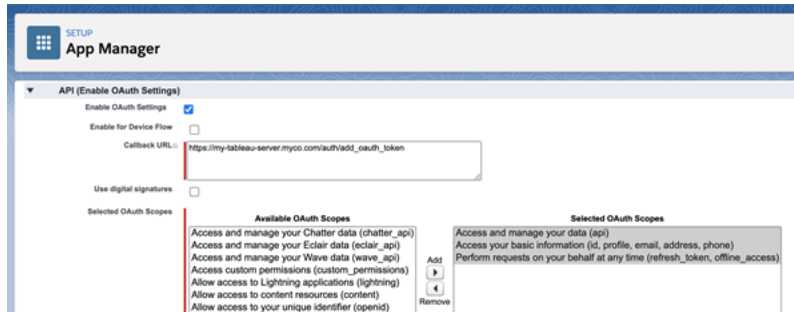 SETUP
App Manager
API (Enable OAuth Settings)
Enable OAuth Settings
Enable for Device Flow
Callback URL
https://my-tableau-server.myco.com/auth/add_oauth_token
Use digital signatures
Selected OAuth Scopes
Available OAuth Scopes
Selected OAuth Scopes
Access and manage your Chatter data (chatter_api)
Access and manage your Eclair data (eclair_api)
Access and manage your Wave data (wave_api)
Access custom permissions (custom_permissions)
Allow access to Lightning applications (lightning)
Allow access to content resources (content)
Allow access to your unique identifier (openid)
Add
Remove
Access and manage your data (api)
Access your basic information (id, profile, email, address, phone)
Perform requests on your behalf at any time (refresh_token, offline_access)